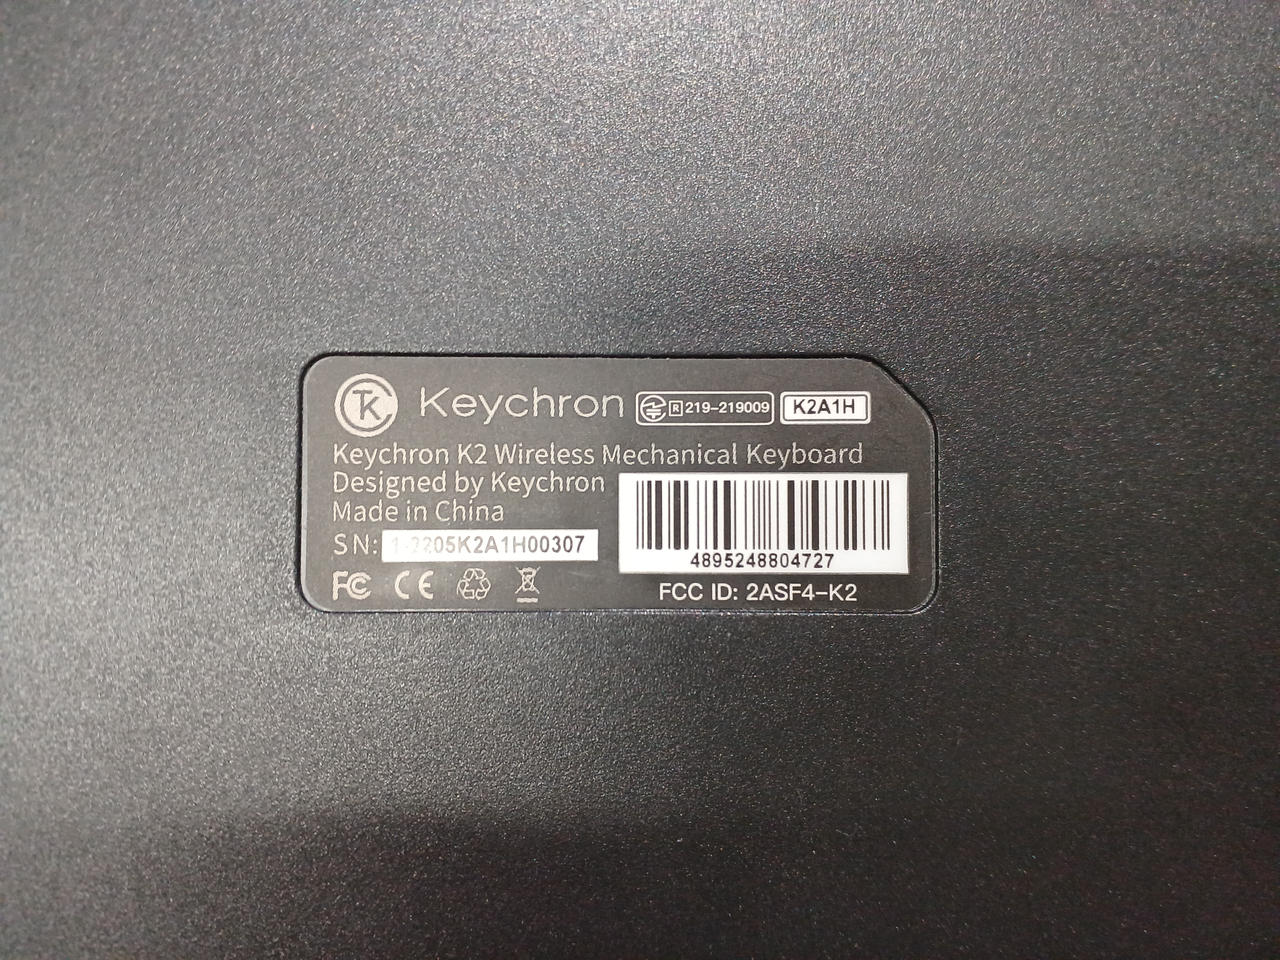 Keychron R 219-219009 K2A1H
Keychron K2 Wireless Mechanical Keyboard
Designed by Keychron
Made in China
SN:
4895248804727
FCC ID: 2ASF4-K2